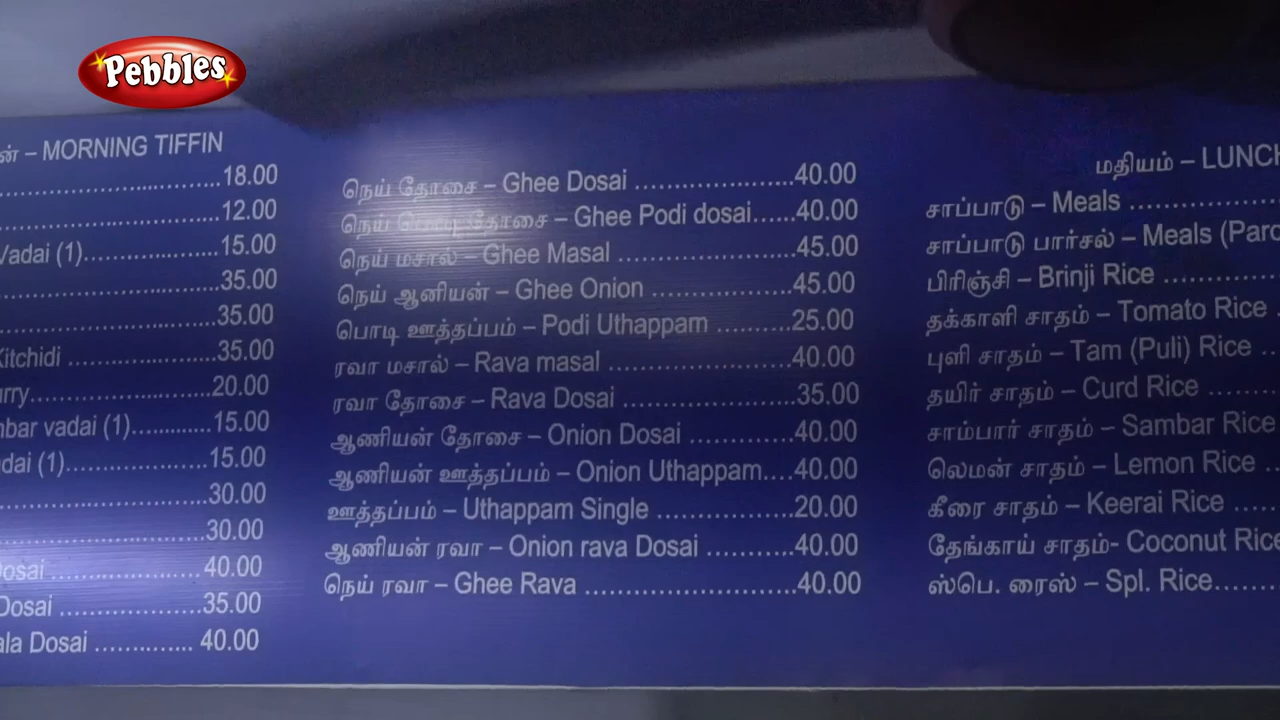 Pebbles
ன் – MORNING TIFFIN
...........................18.00
...........................12.00
Vadai (1)....................15.00
...........................35.00
...........................35.00
Kitchidi ....................35.00
rry...........................20.00
mbar vadai (1)............15.00
dai (1)......................15.00
...........................30.00
...........................30.00
Dosai ......................40.00
Dosai .....................35.00
ala Dosai ............... 40.00
நெய் தோசை – Ghee Dosai .......................40.00
நெய் தோசை – Ghee Podi dosai......40.00
நெய் மசால் – Ghee Masal .........................45.00
நெய் ஆனியன் – Ghee Onion ....................45.00
பொடி ஊத்தப்பம் – Podi Uthappam ..........25.00
ரவா மசால் – Rava masal ..........................40.00
ரவா தோசை – Rava Dosai ........................35.00
ஆணியன் தோசை – Onion Dosai ...............40.00
ஆணியன் ஊத்தப்பம் – Onion Uthappam....40.00
ஊத்தப்பம் – Uthappam Single ...................20.00
ஆணியன் ரவா – Onion rava Dosai ............40.00
நெய் ரவா – Ghee Rava .............................40.00
மதியம் – LUNCH
சாப்பாடு – Meals .....................
சாப்பாடு பார்சல் – Meals (Parc
பிரிஞ்சி – Brinji Rice ................
தக்காளி சாதம் – Tomato Rice .
புளி சாதம் – Tam (Puli) Rice ...
தயிர் சாதம் – Curd Rice .........
சாம்பார் சாதம் – Sambar Rice
லெமன் சாதம் – Lemon Rice ..
கீரை சாதம் – Keerai Rice ......
தேங்காய் சாதம்- Coconut Rice
ஸ்பெ. ரைஸ் – Spl. Rice.........